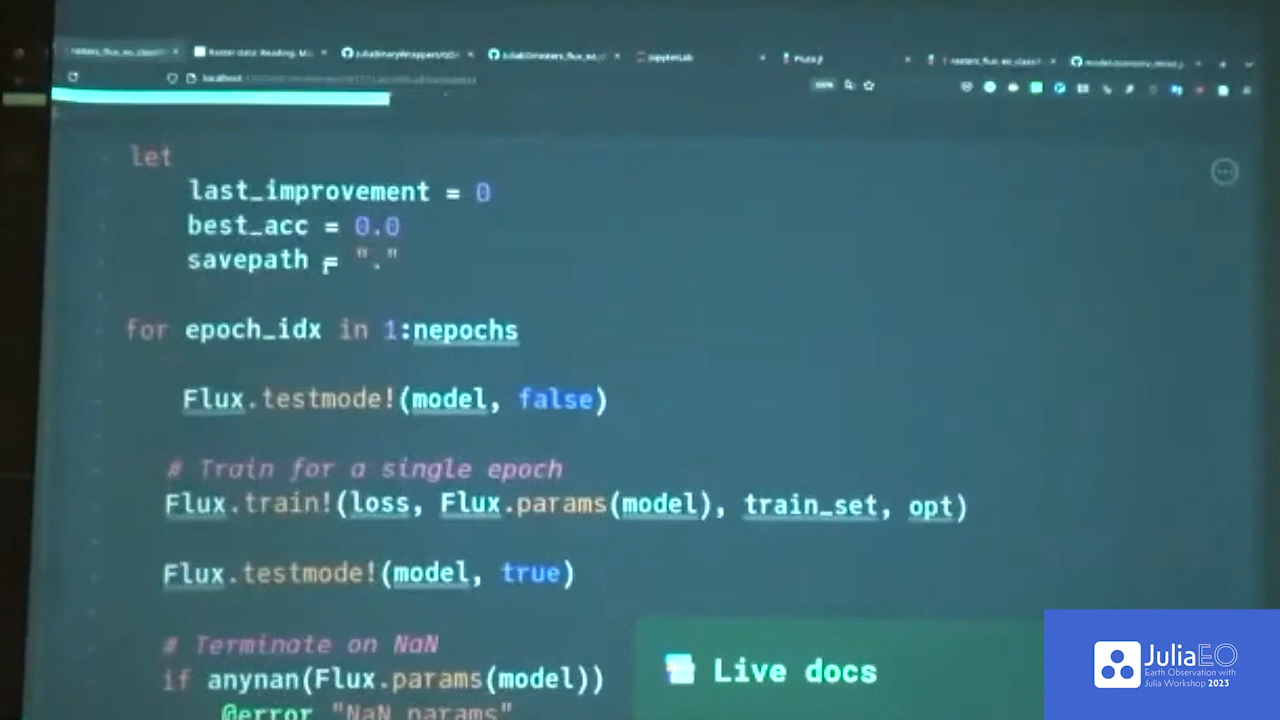 localhost
let
last_improvement = 0
best_acc = 0.0
savepath = "."
for epoch_idx in 1:nepochs
Flux.testmode!(model, false)
# Train for a single epoch
Flux.train!(loss, Flux.params(model), train_set, opt)
Flux.testmode!(model, true)
# Terminate on NaN
if anynan(Flux.params(model))
@error "NaN params"
Live docs
JuliaEO
Earth Observation with
Julia Workshop 2023